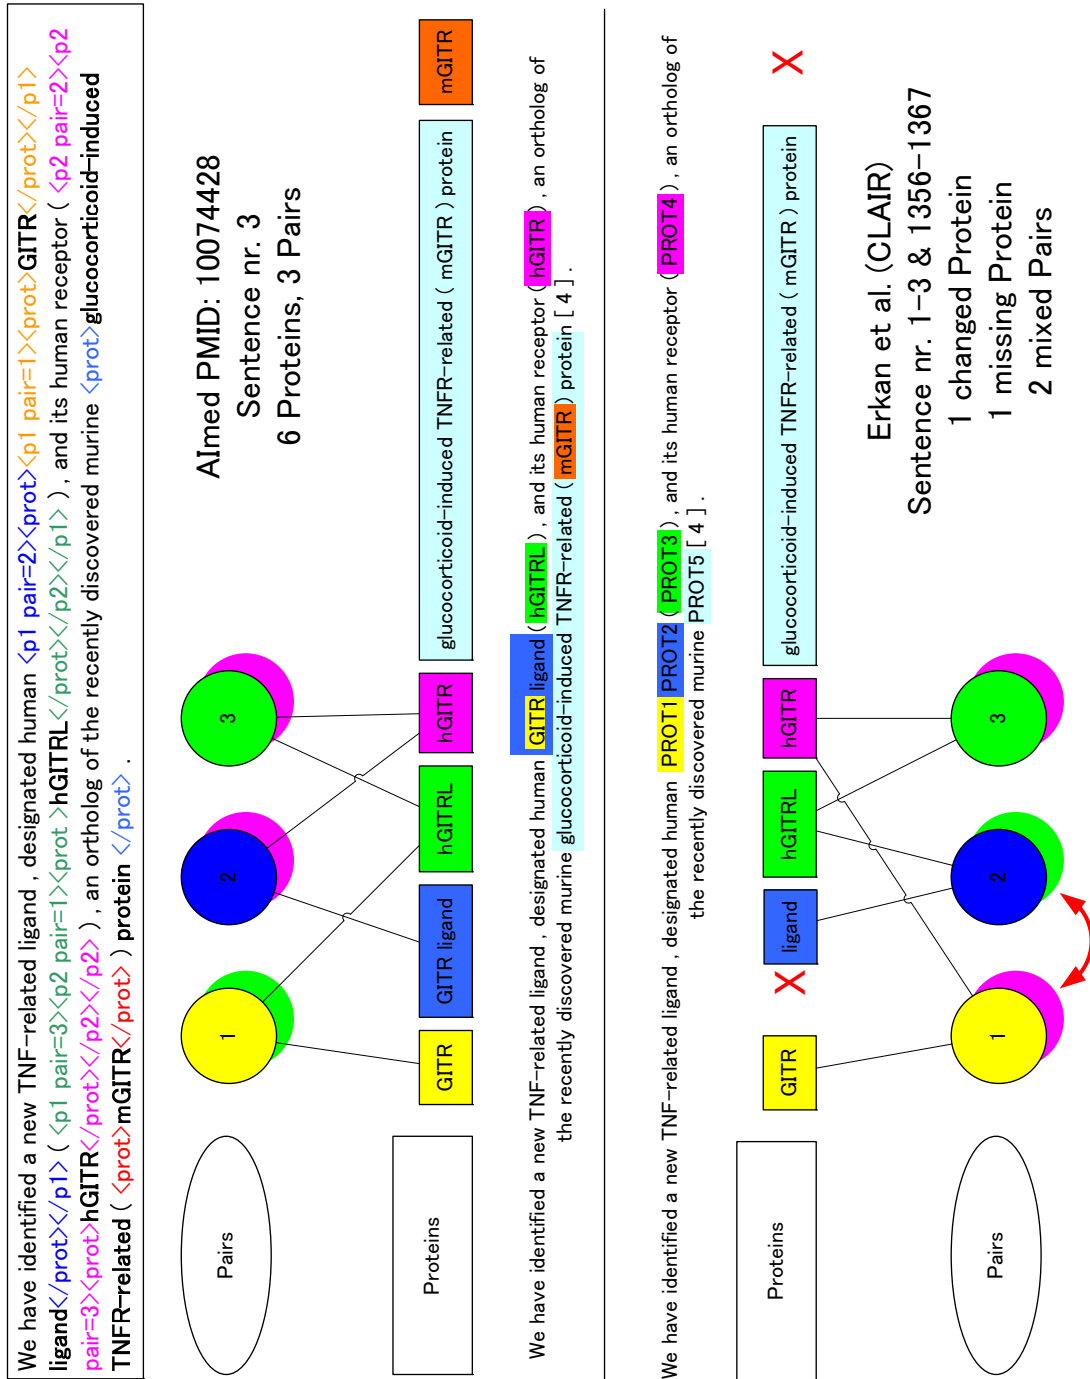 We have identified a new TNF-related ligand , designated human <p1 pair=2><prot><p1 pair=1><prot>GITR</prot></p1>
ligand</prot></p1> ( <p1 pair=3><p2 pair=1><prot >hGITRL</prot></p2></p1> ) , and its human receptor ( <p2 pair=2><p2
pair=3><prot>hGITR</prot></p2></p2> ) , an ortholog of the recently discovered murine <prot>glucocorticoid-induced
TNFR-related ( <prot>mGITR</prot> ) protein </prot> .
Pairs
1
2
3
AImed PMID: 10074428
Sentence nr. 3
6 Proteins, 3 Pairs
Proteins
GITR
GITR ligand
hGITRL
hGITR
glucocorticoid-induced TNFR-related ( mGITR ) protein
mGITR
We have identified a new TNF-related ligand , designated human GITR ligand ( hGITRL ) , and its human receptor ( hGITR ) , an ortholog of
the recently discovered murine glucocorticoid-induced TNFR-related ( mGITR ) protein [ 4 ] .
We have identified a new TNF-related ligand , designated human PROT1 PROT2 ( PROT3 ) , and its human receptor ( PROT4 ) , an ortholog of
the recently discovered murine PROT5 [ 4 ] .
Proteins
GITR
X
ligand
hGITRL
hGITR
glucocorticoid-induced TNFR-related ( mGITR ) protein
X
Pairs
1
2
3
Erkan et al. (CLAIR)
Sentence nr. 1-3 & 1356-1367
1 changed Protein
1 missing Protein
2 mixed Pairs